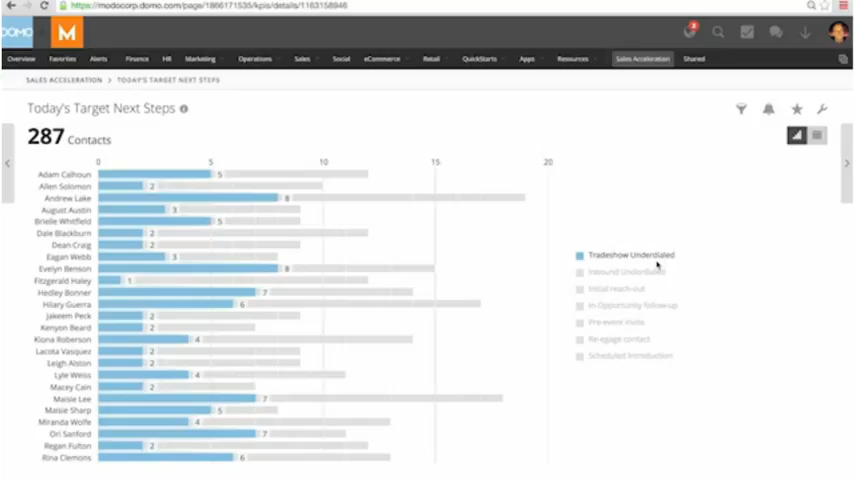 https://modocorp.domo.com/page/1866171535/kpis/details/1163158946
DOMO
2
Overview Favorites Alerts Finance HR Marketing Operations Sales Social eCommerce Retail QuickStarts Apps Resources Sales Acceleration Shared
SALES ACCELERATION > TODAY'S TARGET NEXT STEPS
Today's Target Next Steps
287 Contacts
0 5 10 15 20
Adam Calhoun 5
Allen Solomon 2
Andrew Lake 8
August Austin 3
Brielle Whitfield 5
Dale Blackburn 2
Dean Craig 2
Eagan Webb 3
Evelyn Benson 8
Fitzgerald Haley 1
Hedley Bonner 7
Hilary Guerra 6
Jakeem Peck 2
Kenyon Beard 2
Kiona Roberson 4
Lacota Vasquez 2
Leigh Alston 2
Lyle Weiss 4
Macey Cain 2
Maisie Lee 7
Maisie Sharp 5
Miranda Wolfe 4
Ori Sanford 7
Regan Fulton 2
Rina Clemons 6
Tradeshow Underdialed
Inbound Underdialed
Initial reach-out
In-Opportunity follow-up
Pre-event invite
Re-egage contact
Scheduled Introduction